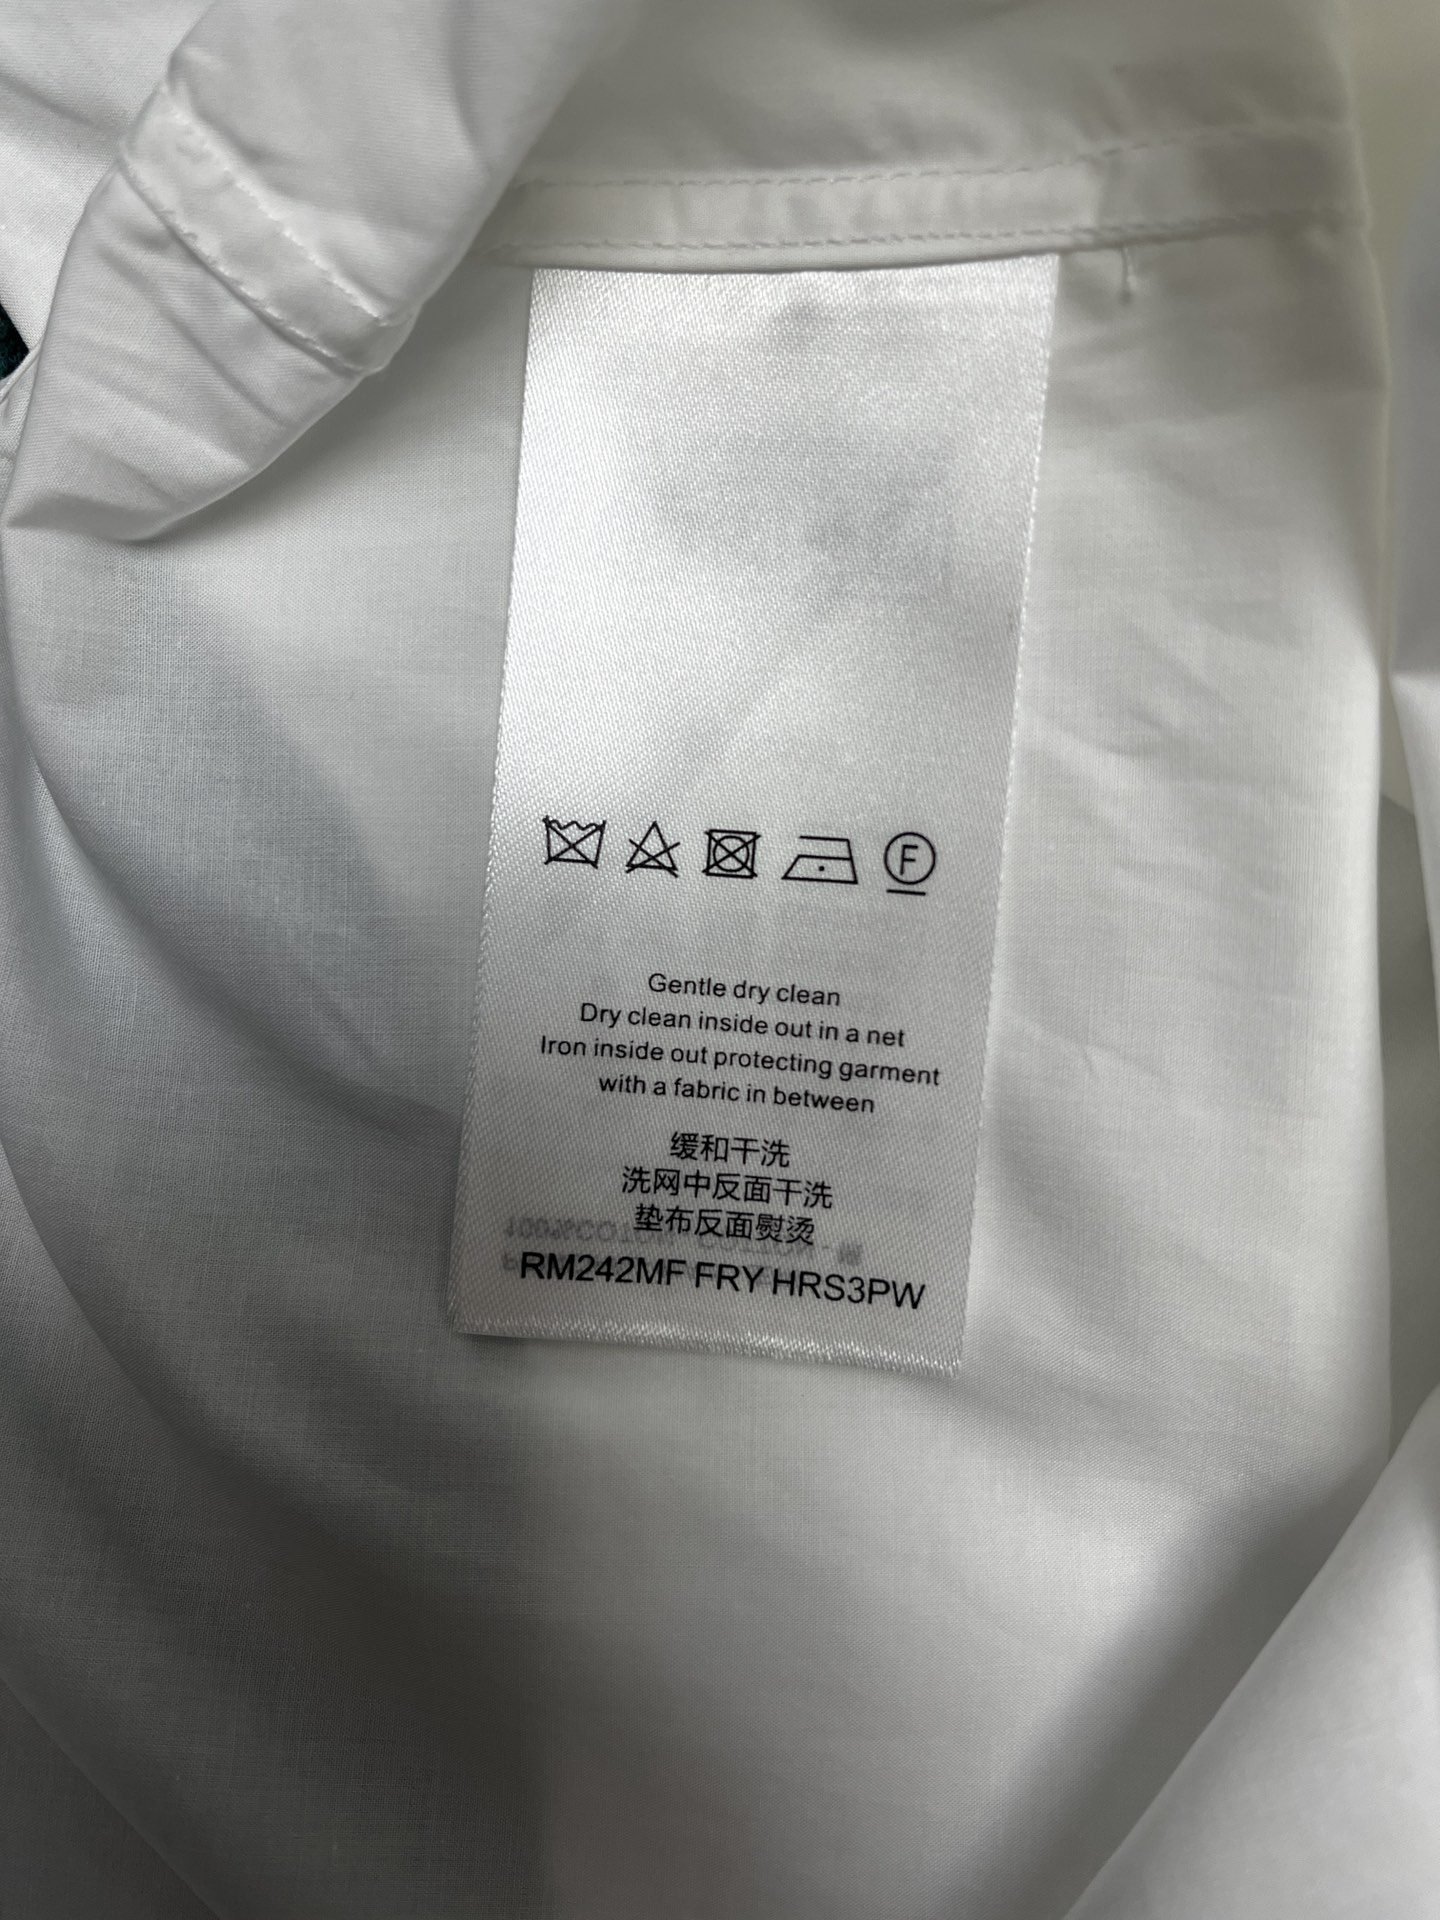 F
Gentle dry clean
Dry clean inside out in a net
Iron inside out protecting garment
with a fabric in between
缓和干洗
洗网中反面干洗
垫布反面熨烫
RM242MF FRY HRS3PW